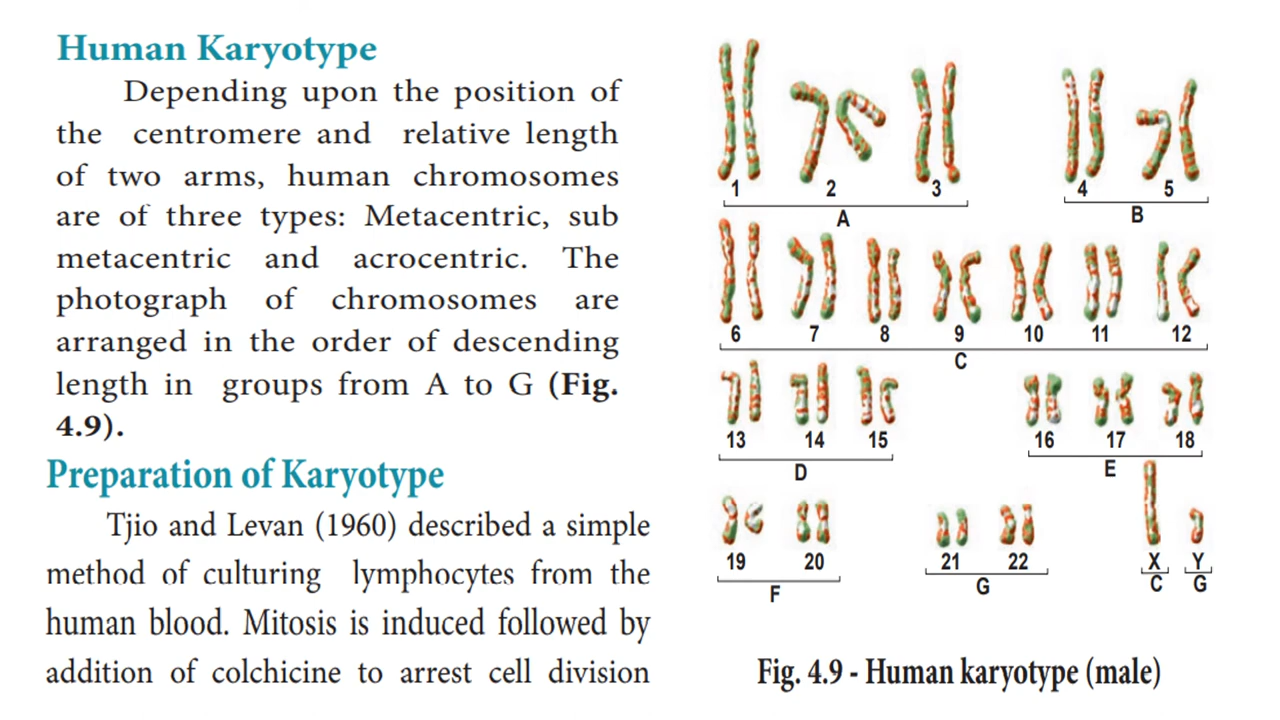 Human Karyotype
Depending upon the position of
the centromere and relative length
of two arms, human chromosomes
are of three types: Metacentric, sub
metacentric and acrocentric. The
photograph of chromosomes are
arranged in the order of descending
length in groups from A to G (Fig.
4.9).
Preparation of Karyotype
Tjio and Levan (1960) described a simple
method of culturing lymphocytes from the
human blood. Mitosis is induced followed by
addition of colchicine to arrest cell division
1 2 3 4 5
A B
6 7 8 9 10 11 12
C
13 14 15 16 17 18
D E
19 20 21 22 X Y
F G C G
Fig. 4.9 - Human karyotype (male)